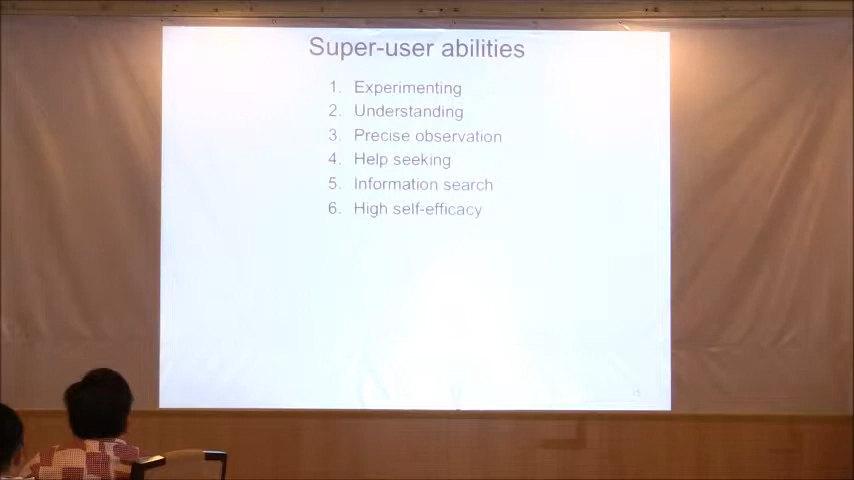 Super-user abilities
1. Experimenting
2. Understanding
3. Precise observation
4. Help seeking
5. Information search
6. High self-efficacy